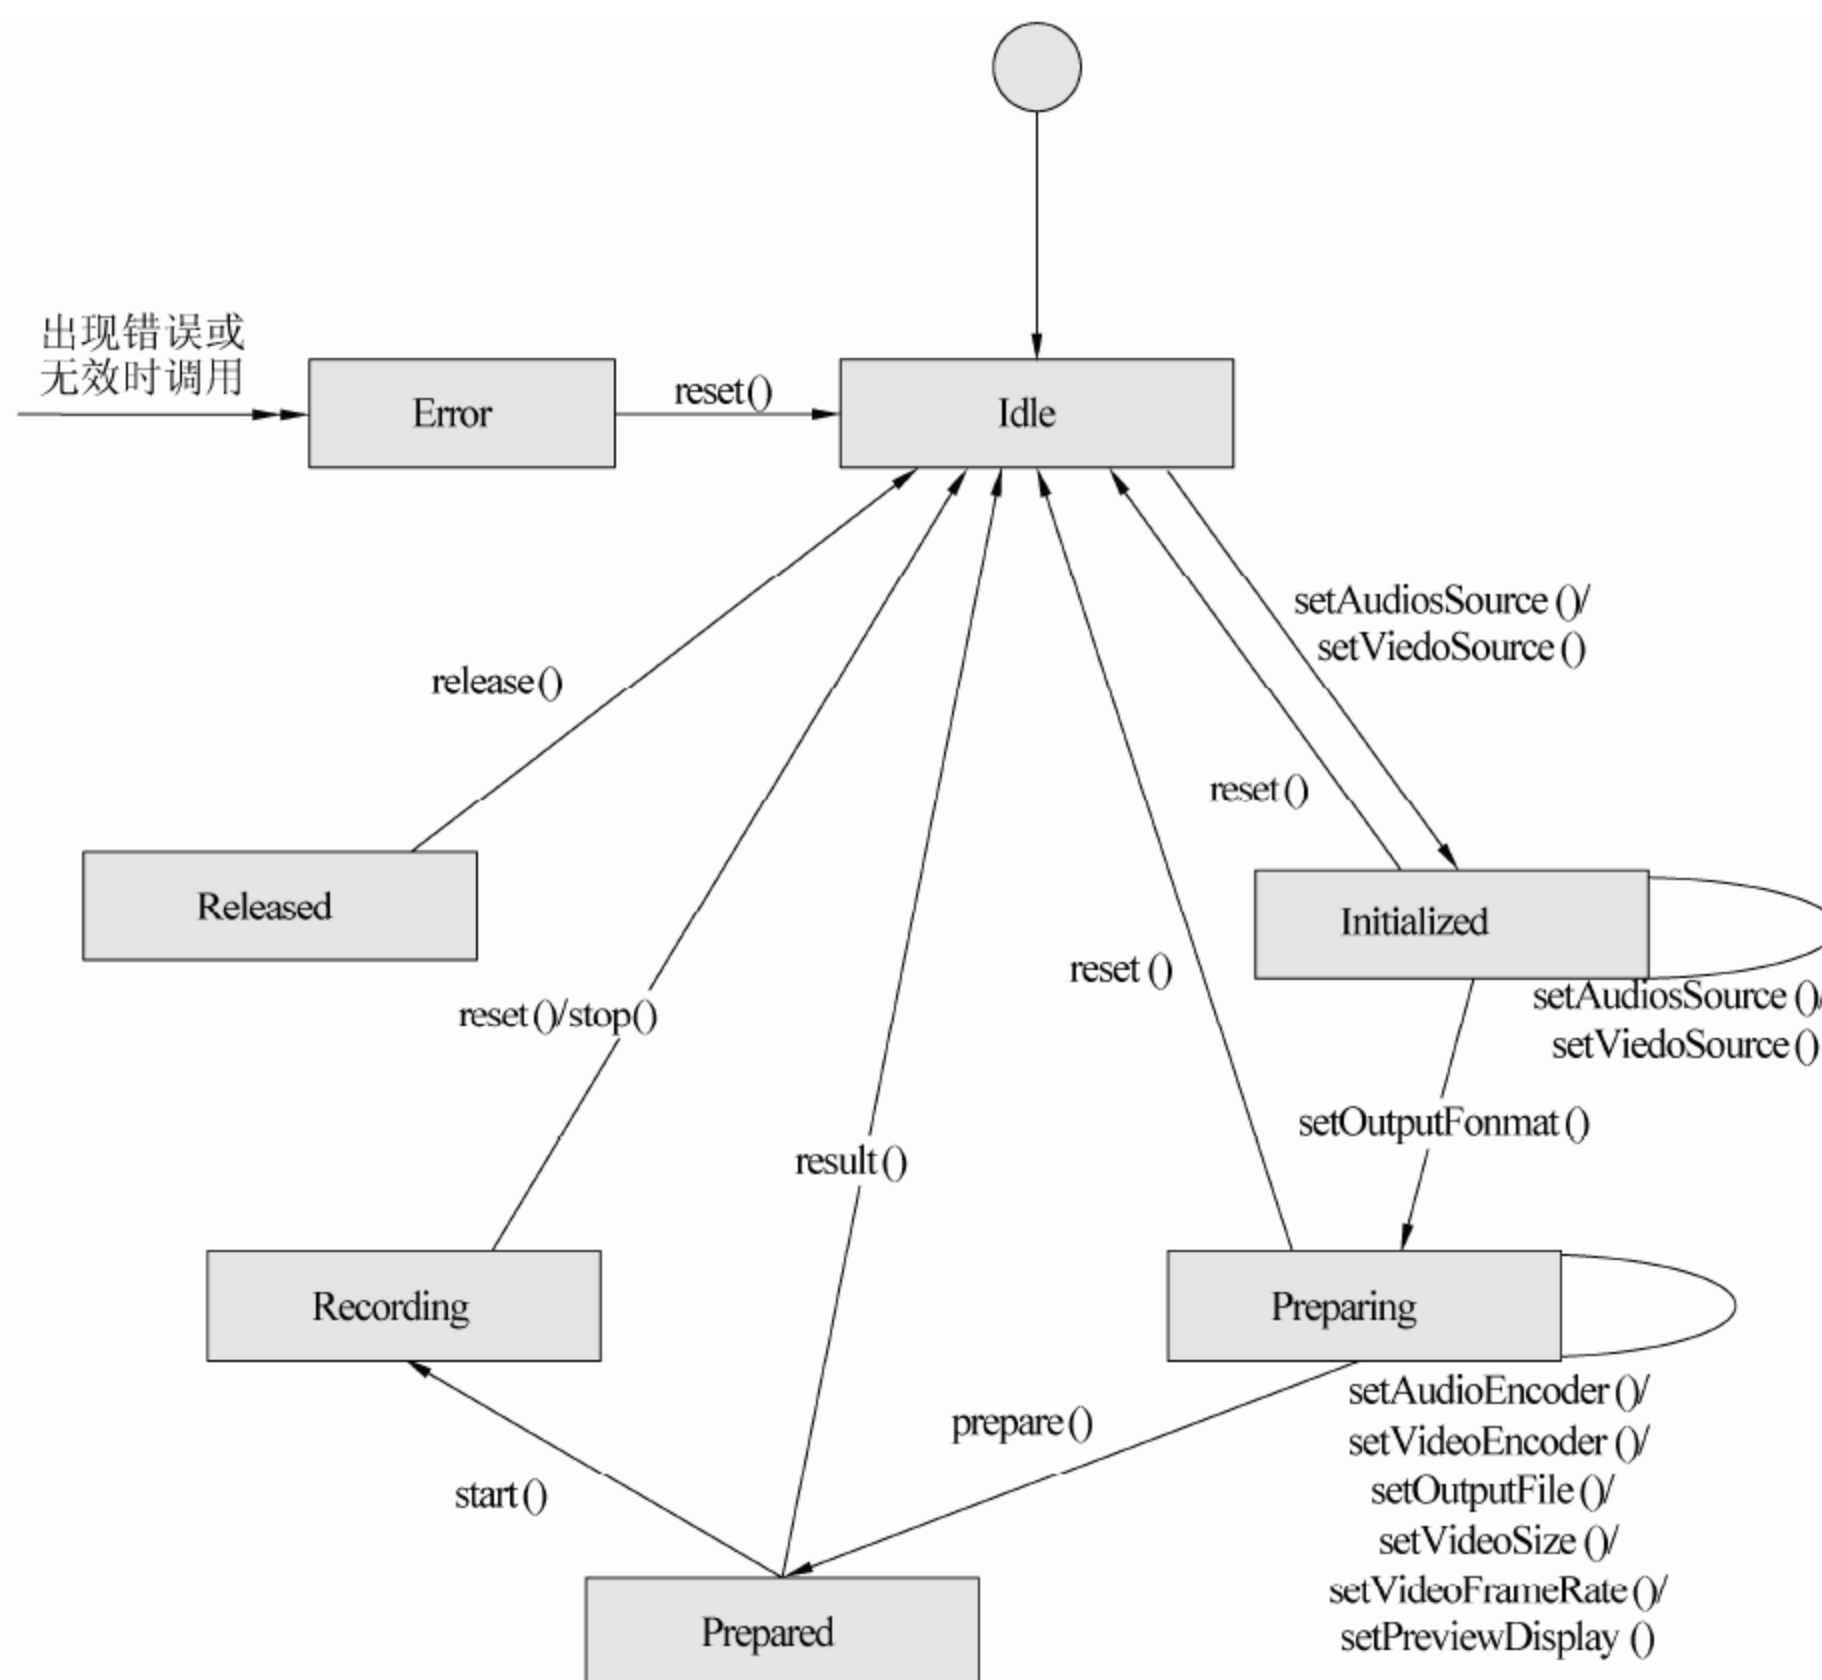 出现错误或
无效时调用
Error
reset()
Idle
setAudiosSource ()/
setViedoSource ()
release()
reset()
Released
Initialized
reset ()
setAudiosSource ()/
setViedoSource ()
reset ()/stop()
setOutputFonmat ()
result ()
Recording
Preparing
setAudioEncoder ()/
setVideoEncoder ()/
setOutputFile ()/
setVideoSize ()/
setVideoFrameRate ()/
setPreviewDisplay ()
prepare()
start()
Prepared